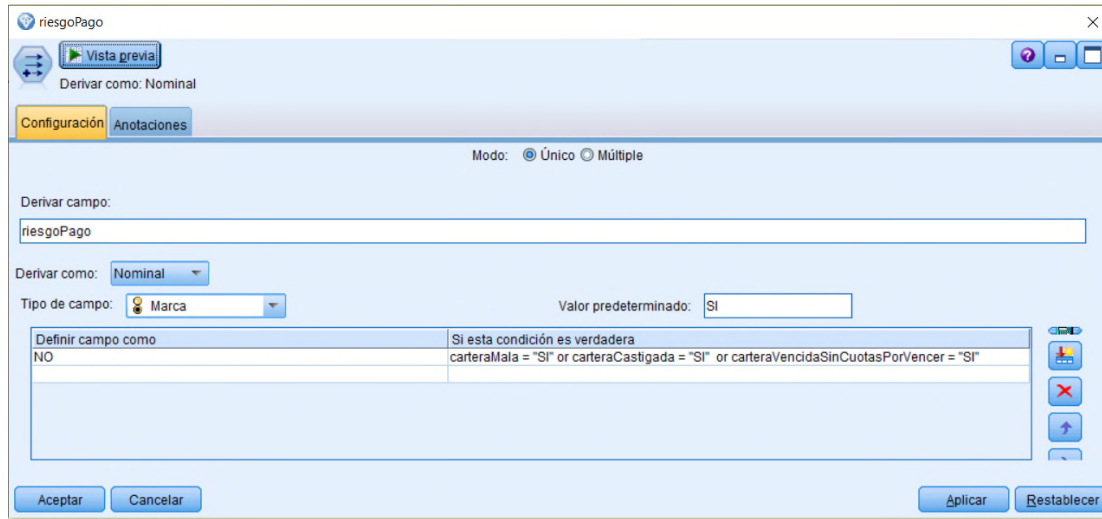 riesgoPago
Vista previa
Derivar como: Nominal
Configuración Anotaciones
Modo: Único Múltiple
Derivar campo:
riesgoPago
Derivar como: Nominal
Tipo de campo: Marca Valor predeterminado: SI
Definir campo como Si esta condición es verdadera
NO carteraMala = "SI" or carteraCastigada = "SI" or carteraVencidaSinCuotasPorVencer = "SI"
Aceptar Cancelar Aplicar Restablecer